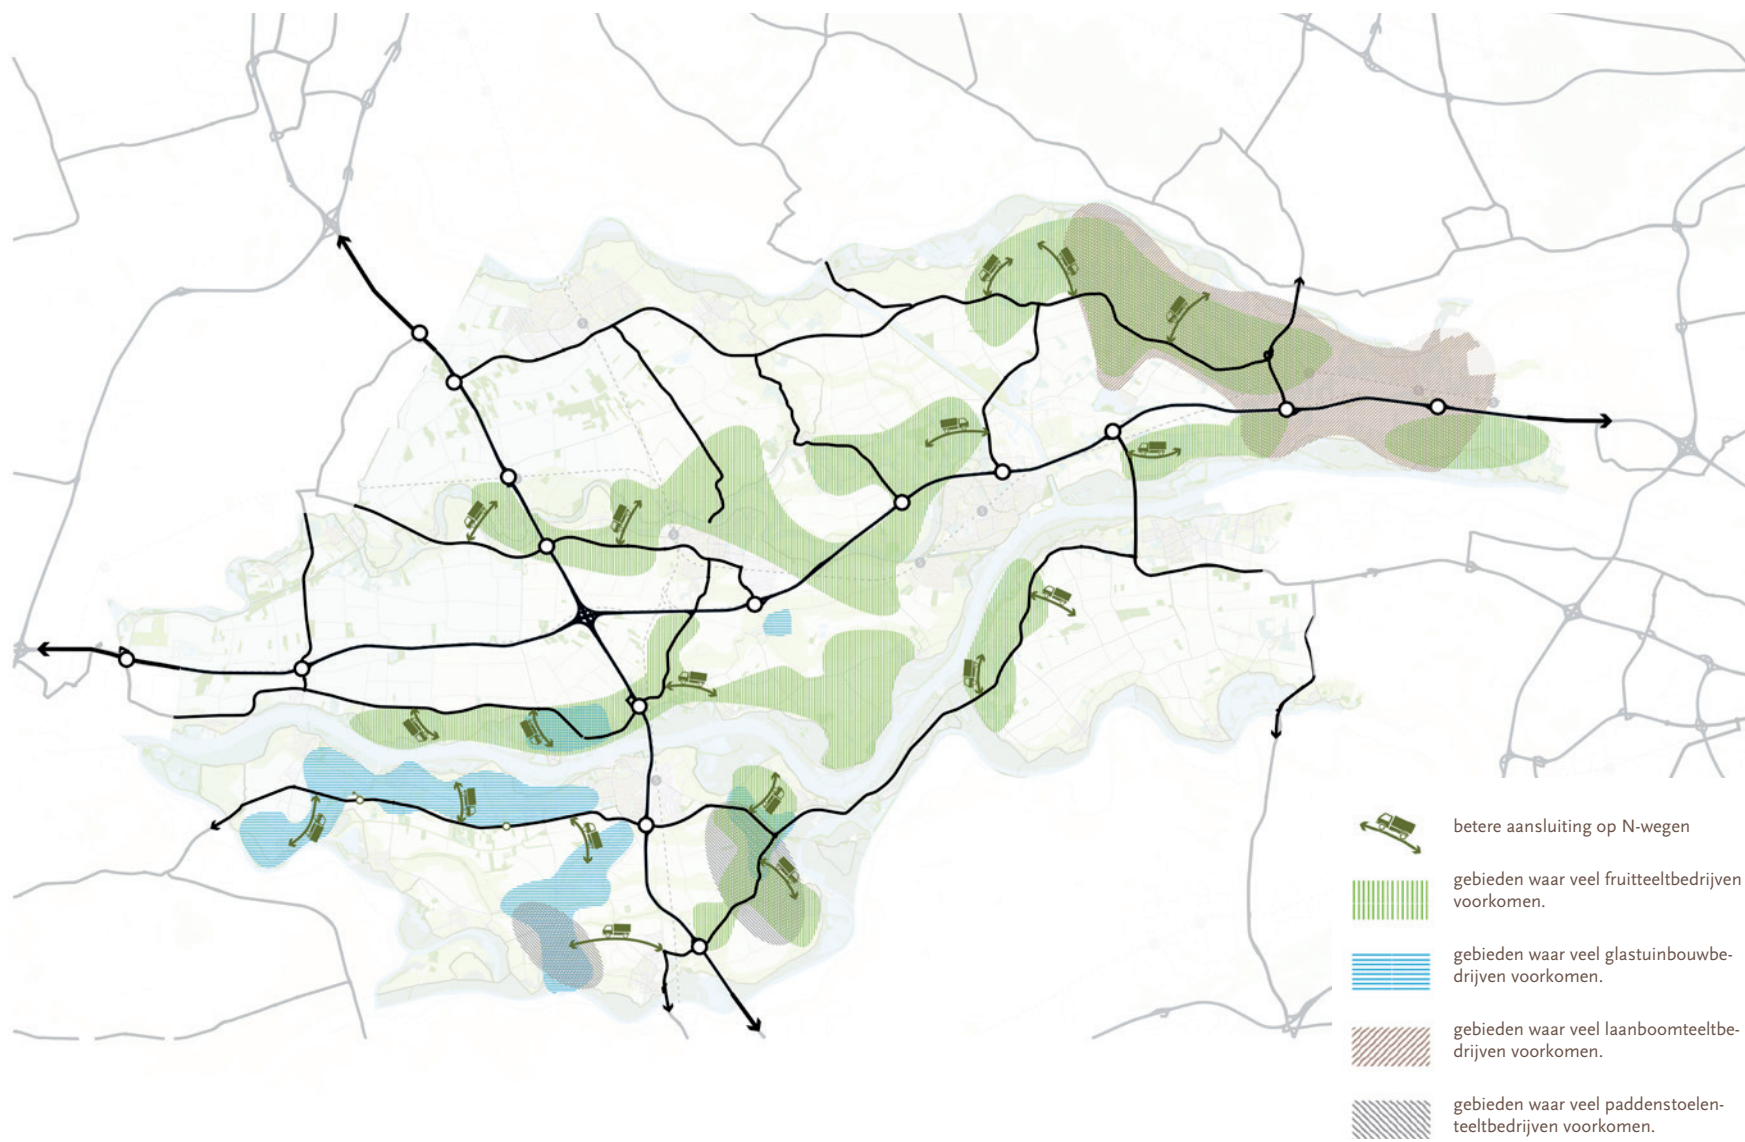 betere aansluiting op N-wegen
gebieden waar veel fruitteeltbedrijven
voorkomen.
gebieden waar veel glastuinbouwbe-
drijven voorkomen.
gebieden waar veel laanboomteeltbe-
drijven voorkomen.
gebieden waar veel paddenstoelen-
teeltbedrijven voorkomen.